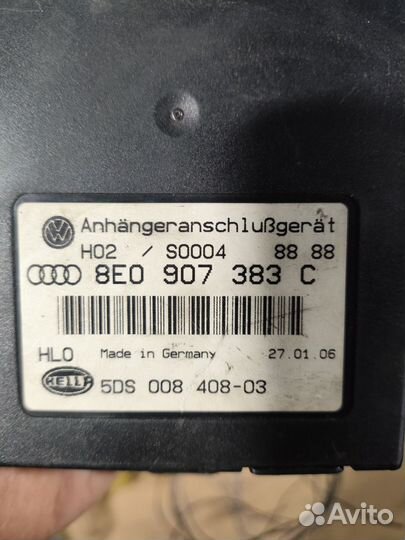 Anhängeranschlußgerät
H02 / S0004 88 88
8E0 907 383 C
HLO Made in Germany 27.01.06
HELLA 5DS 008 408-03
Avito